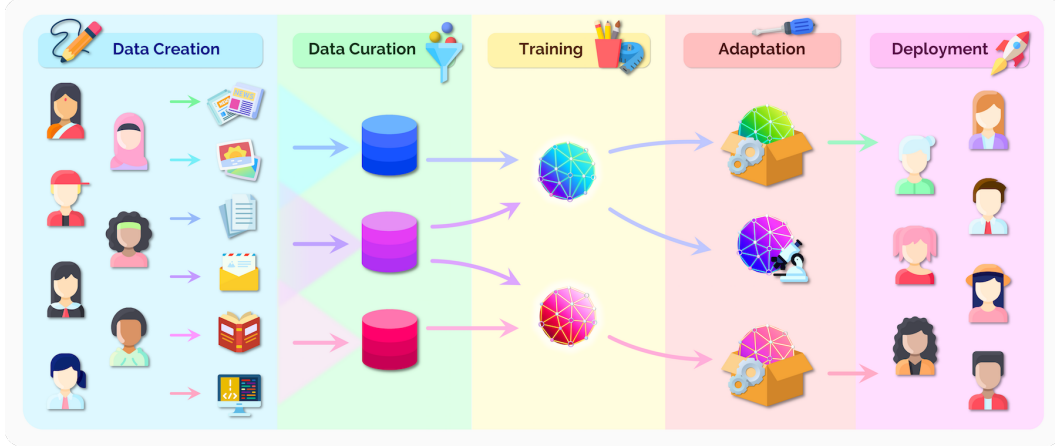 Data Creation
Data Curation
Training
Adaptation
Deployment
NEWS